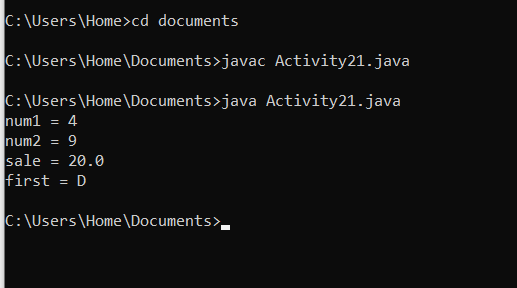 C:\Users\Home>cd documents
C:\Users\Home\Documents>javac Activity21.java
C:\Users\Home\Documents>java Activity21.java
num1 = 4
num2 = 9
sale = 20.0
first = D
C:\Users\Home\Documents>